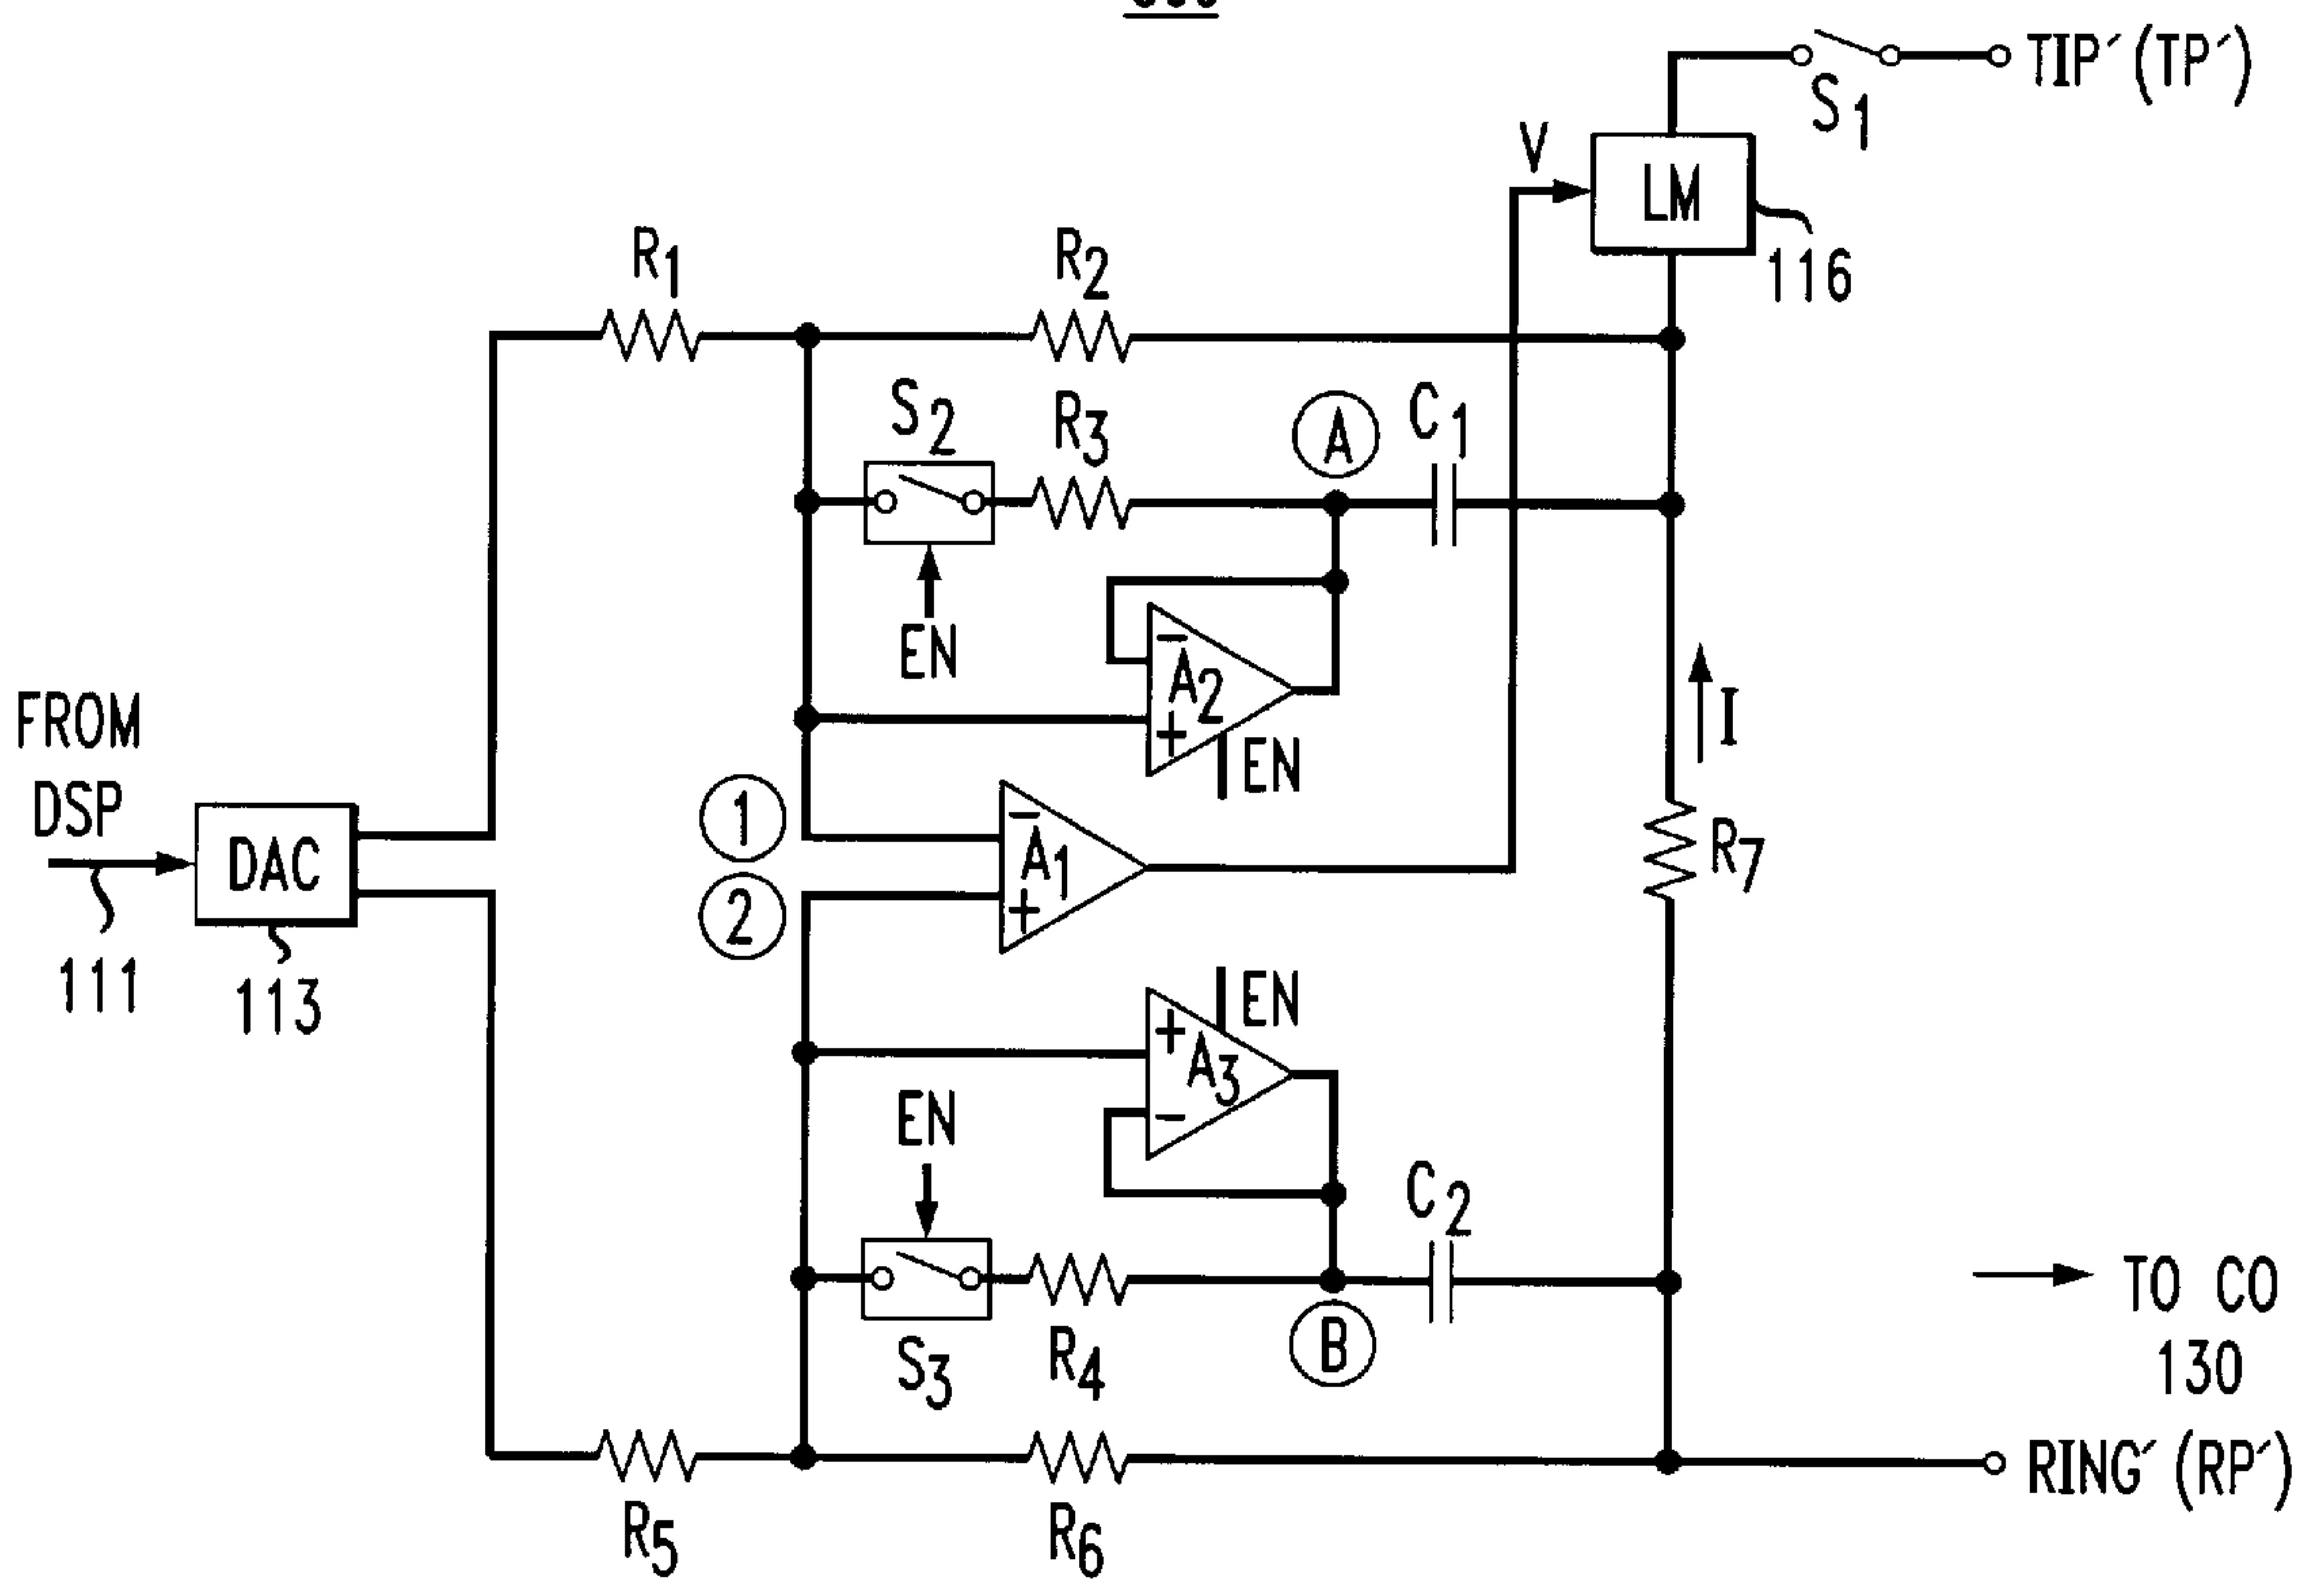 TIP´(TP´)
S1
V
LM
116
R1
R2
S2
R3
A
C1
EN
A2
− +
EN
I
R7
FROM
DSP
111
DAC
113
1
2
A1
− +
EN
A3
+ −
EN
S3
R4
B
C2
TO CO
130
RING´(RP´)
R5
R6